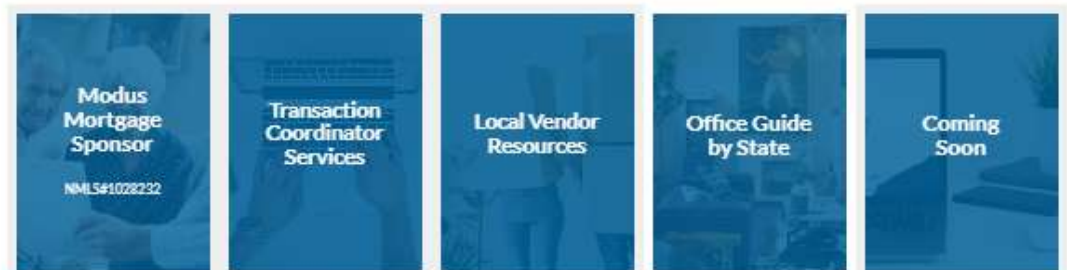 Modus
Mortgage
Sponsor
NMLS#1028232
Transaction
Coordinator
Services
Local Vendor
Resources
Office Guide
by State
Coming
Soon